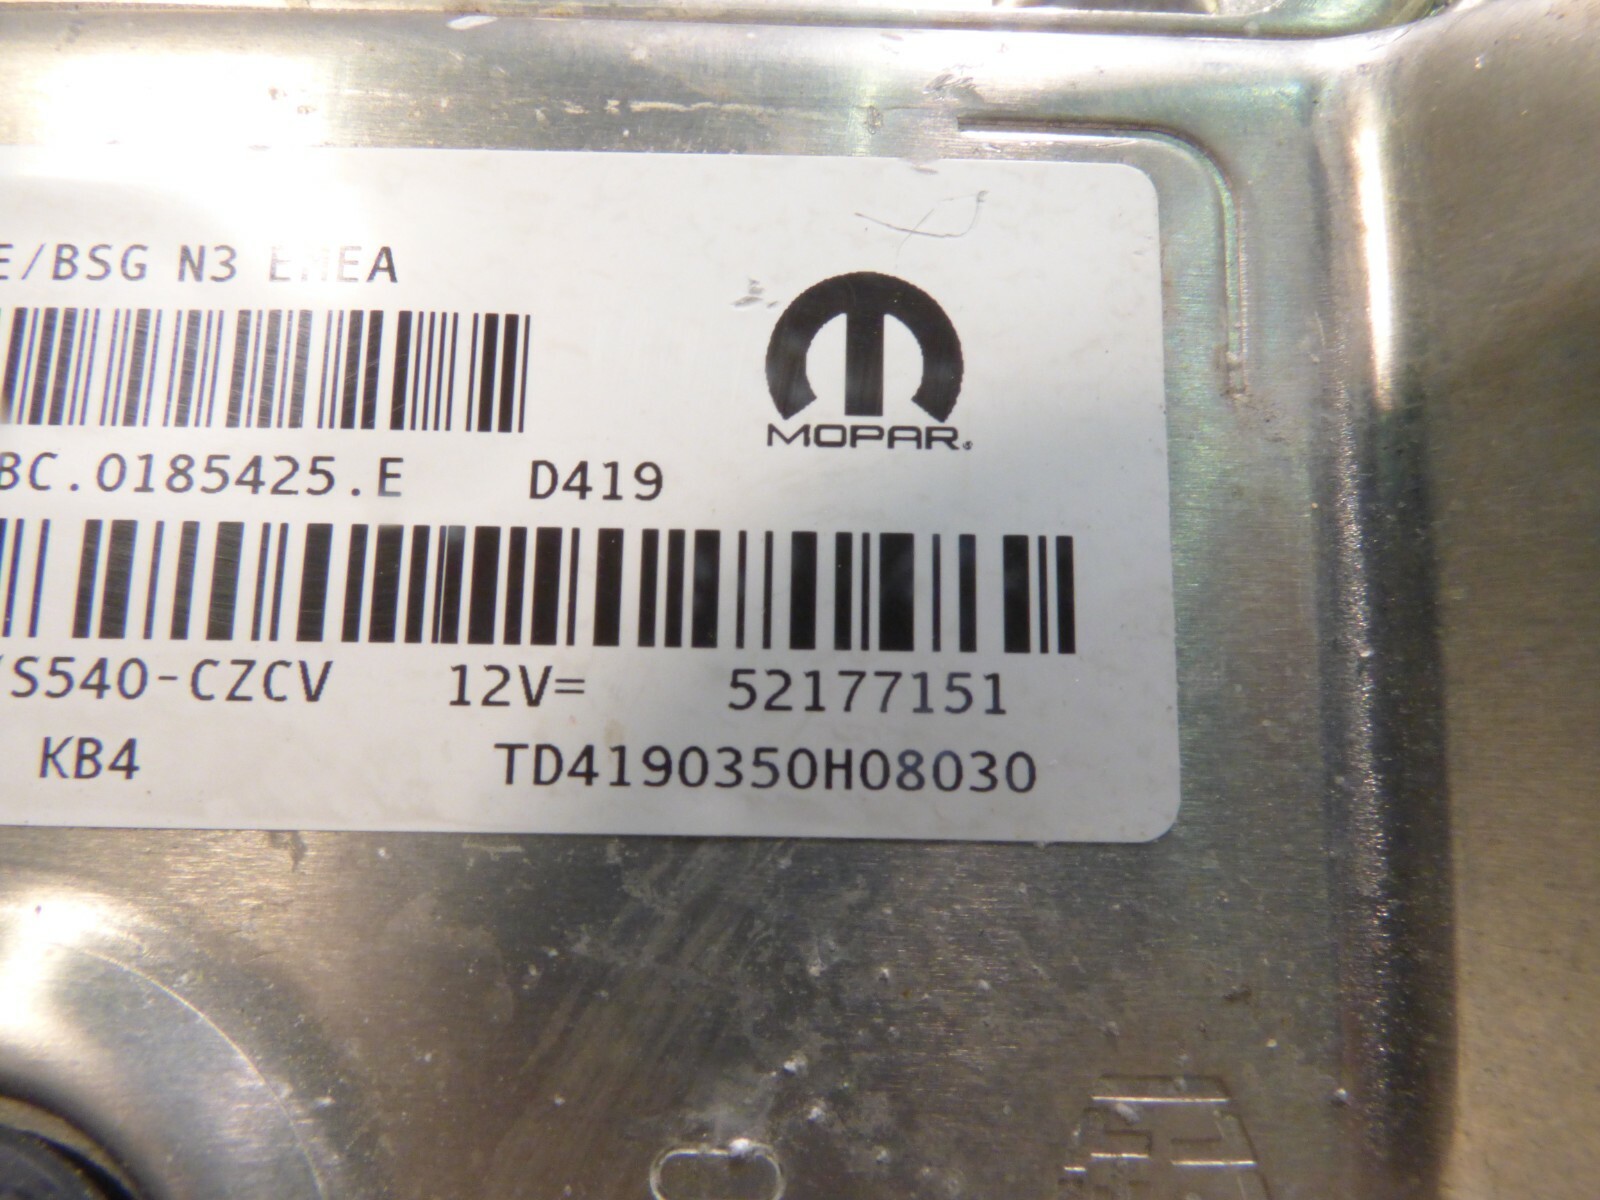 E/BSG N3 EMEA
MOPAR®
BC.0185425.E D419
/S540-CZCV 12V= 52177151
KB4 TD4190350H08030